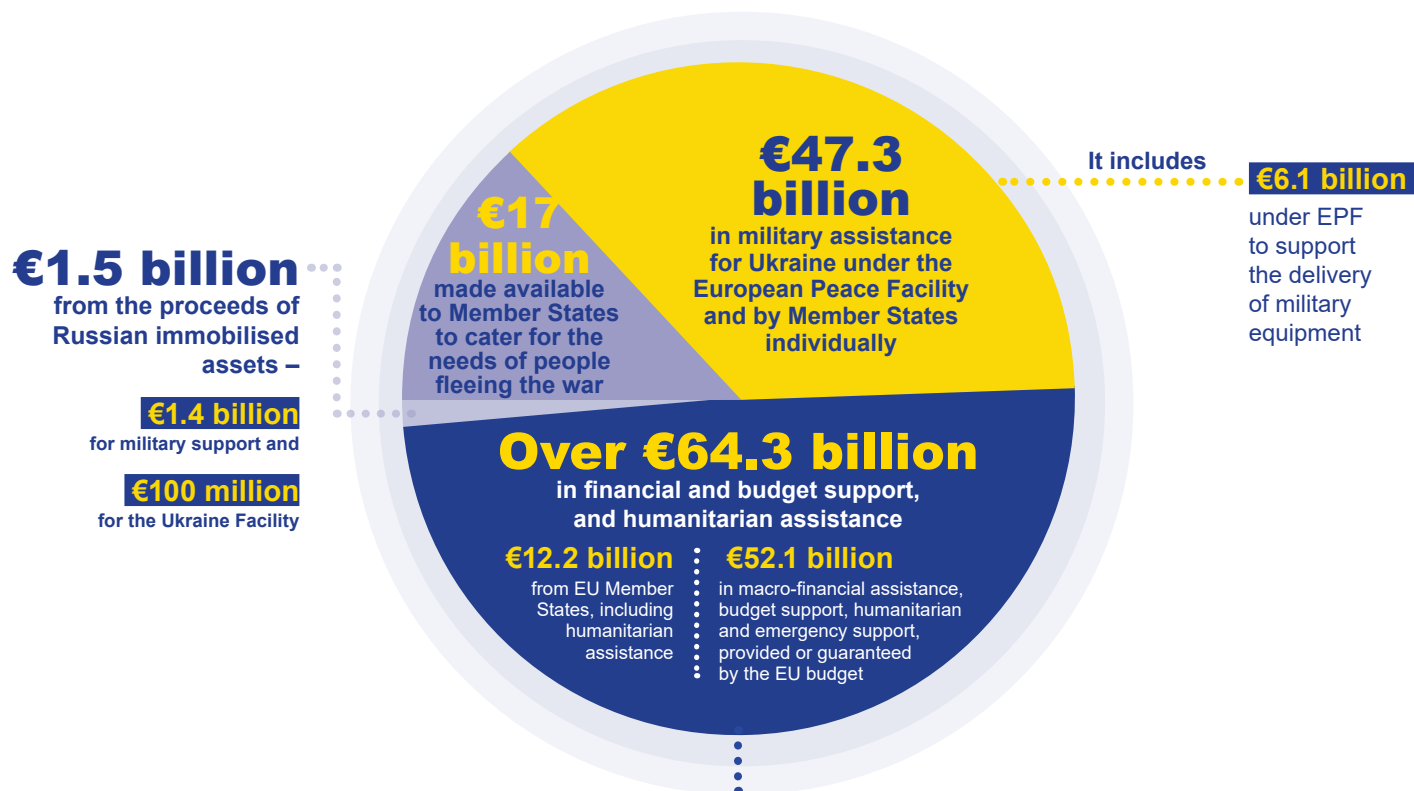 €47.3
billion
in military assistance
for Ukraine under the
European Peace Facility
and by Member States
individually
It includes
€6.1 billion
under EPF
to support
the delivery
of military
equipment
€17
billion
made available
to Member States
to cater for the
needs of people
fleeing the war
€1.5 billion
from the proceeds of
Russian immobilised
assets –
€1.4 billion
for military support and
€100 million
for the Ukraine Facility
Over €64.3 billion
in financial and budget support,
and humanitarian assistance
€12.2 billion
from EU Member
States, including
humanitarian
assistance
€52.1 billion
in macro-financial assistance,
budget support, humanitarian
and emergency support,
provided or guaranteed
by the EU budget